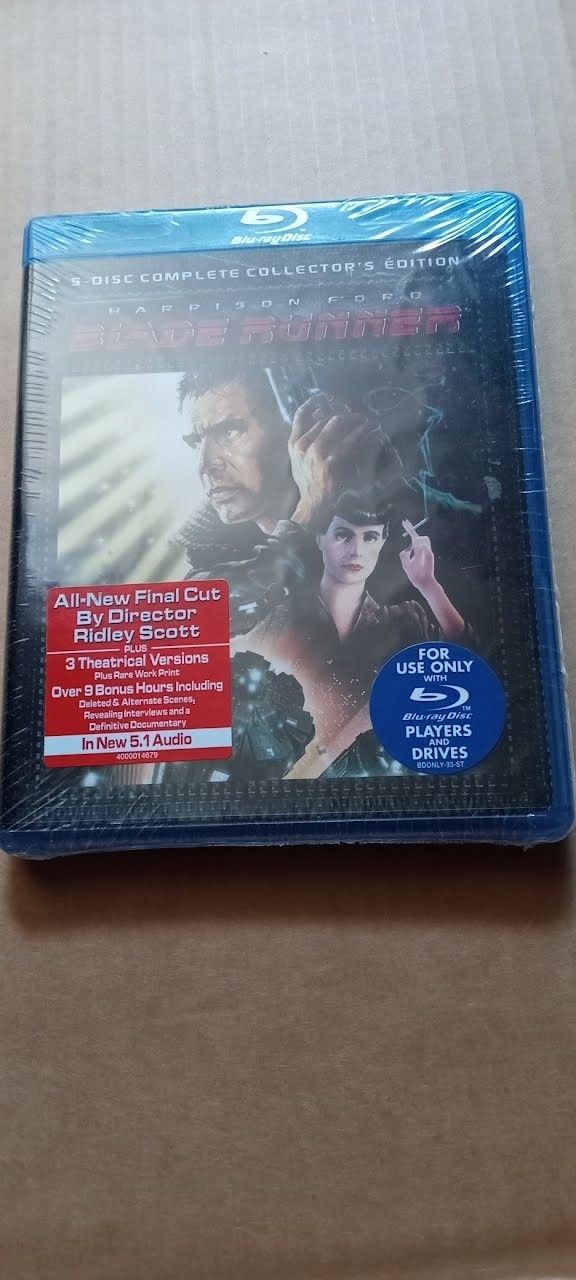 Blu-ray Disc
5-DISC COMPLETE COLLECTOR'S EDITION
HARRISON FORD
BLADE RUNNER
All-New Final Cut
By Director
Ridley Scott
PLUS
3 Theatrical Versions
Plus Rare Work Print
Over 9 Bonus Hours Including
Deleted & Alternate Scenes,
Revealing Interviews and a
Definitive Documentary
In New 5.1 Audio
4000014679
FOR
USE ONLY
WITH
Blu-ray Disc
TM
PLAYERS
AND
DRIVES
BDONLY-93-ST